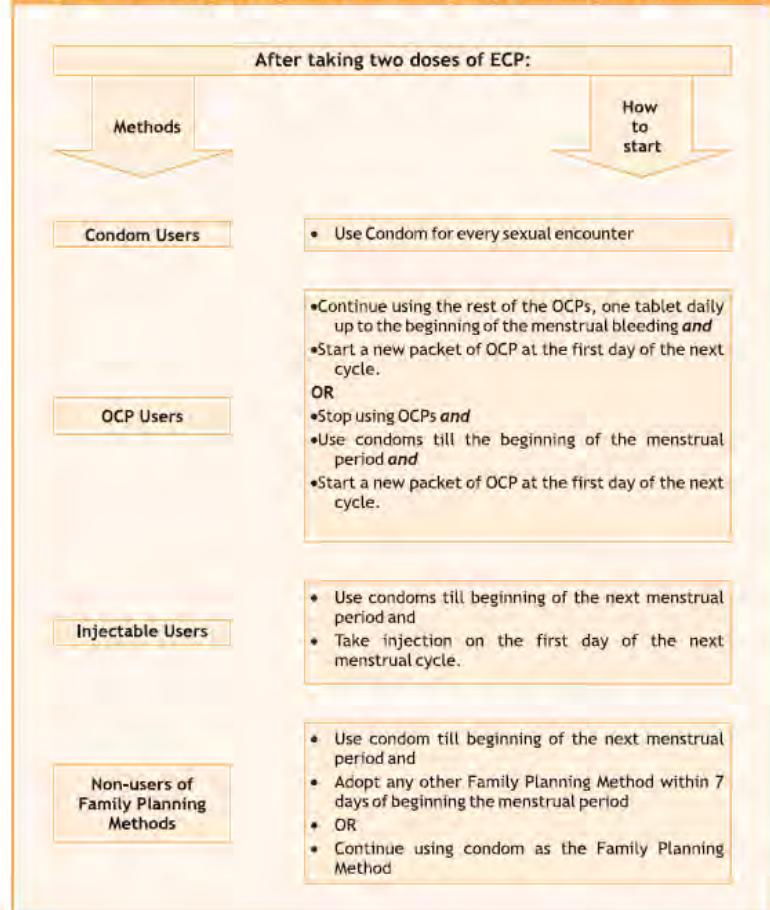 After taking two doses of ECP:
Methods
How
to
start
Condom Users
• Use Condom for every sexual encounter
OCP Users
•Continue using the rest of the OCPs, one tablet daily
up to the beginning of the menstrual bleeding and
•Start a new packet of OCP at the first day of the next
cycle.
OR
•Stop using OCPs and
•Use condoms till the beginning of the menstrual
period and
•Start a new packet of OCP at the first day of the next
cycle.
Injectable Users
• Use condoms till beginning of the next menstrual
period and
• Take injection on the first day of the next
menstrual cycle.
Non-users of
Family Planning
Methods
• Use condom till beginning of the next menstrual
period and
• Adopt any other Family Planning Method within 7
days of beginning the menstrual period
• OR
• Continue using condom as the Family Planning
Method